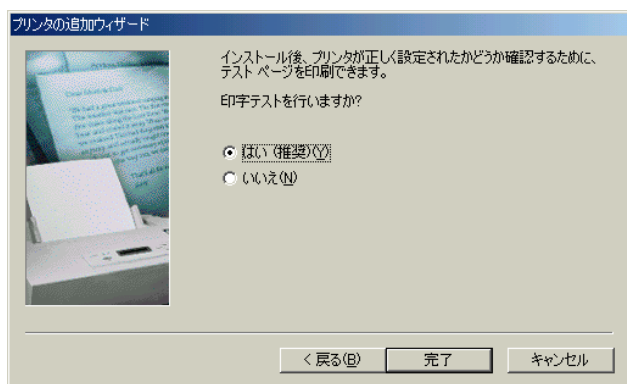 プリンタの追加ウィザード
インストール後、プリンタが正しく設定されたかどうか確認するために、
テスト ページを印刷できます。
印字テストを行いますか?
はい (推奨)(Y)
いいえ(N)
< 戻る(B)
完了
キャンセル